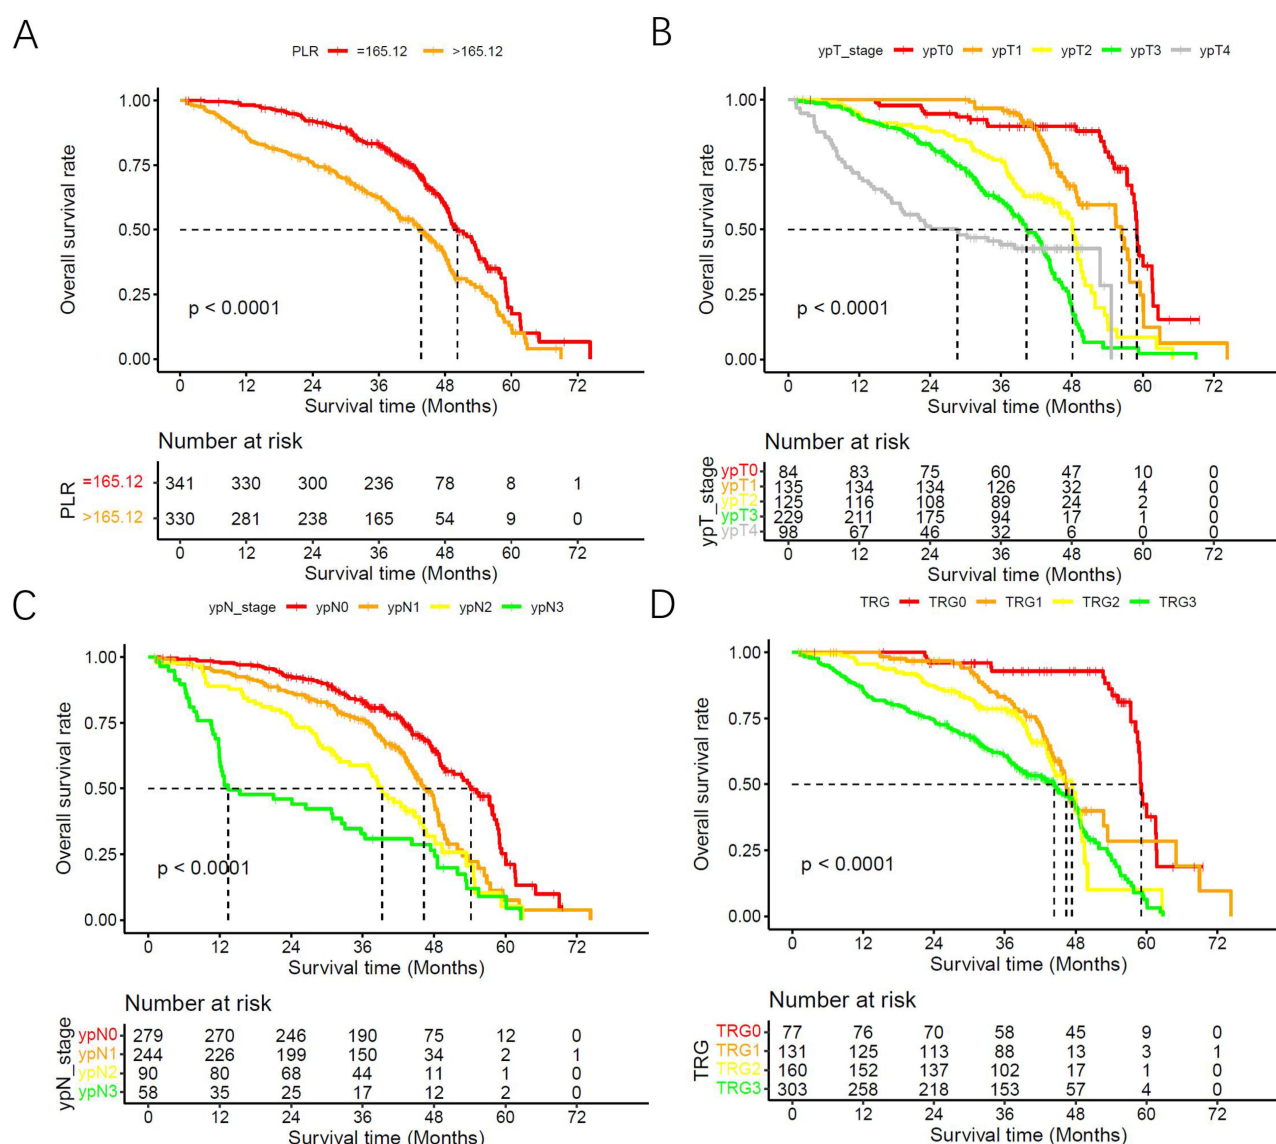 A
PLR =165.12 >165.12
Overall survival rate
1.00
0.75
0.50
0.25
0.00
p < 0.0001
0 12 24 36 48 60 72
Survival time (Months)
Number at risk
PLR
=165.12 341 330 300 236 78 8 1
>165.12 330 281 238 165 54 9 0
0 12 24 36 48 60 72
Survival time (Months)
B
ypT_stage ypT0 ypT1 ypT2 ypT3 ypT4
Overall survival rate
1.00
0.75
0.50
0.25
0.00
p < 0.0001
0 12 24 36 48 60 72
Survival time (Months)
Number at risk
ypT_stage
ypT0 84 83 75 60 47 10 0
ypT1 135 134 134 126 32 4 0
ypT2 125 116 108 89 24 2 0
ypT3 229 211 175 94 17 1 0
ypT4 98 67 46 32 6 0 0
0 12 24 36 48 60 72
Survival time (Months)
C
ypN_stage ypN0 ypN1 ypN2 ypN3
Overall survival rate
1.00
0.75
0.50
0.25
0.00
p < 0.0001
0 12 24 36 48 60 72
Survival time (Months)
Number at risk
ypN_stage
ypN0 279 270 246 190 75 12 0
ypN1 244 226 199 150 34 2 1
ypN2 90 80 68 44 11 1 0
ypN3 58 35 25 17 12 2 0
0 12 24 36 48 60 72
Survival time (Months)
D
TRG TRG0 TRG1 TRG2 TRG3
Overall survival rate
1.00
0.75
0.50
0.25
0.00
p < 0.0001
0 12 24 36 48 60 72
Survival time (Months)
Number at risk
TRG
TRG0 77 76 70 58 45 9 0
TRG1 131 125 113 88 13 3 1
TRG2 160 152 137 102 17 1 0
TRG3 303 258 218 153 57 4 0
0 12 24 36 48 60 72
Survival time (Months)